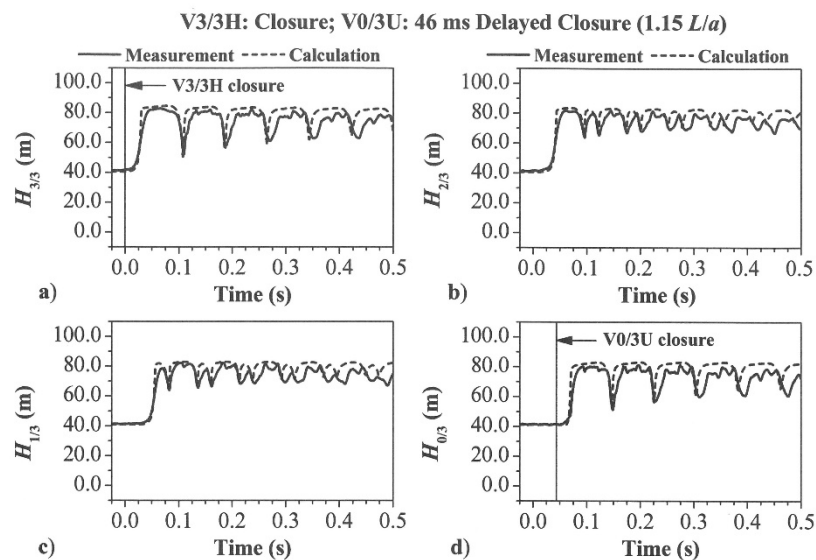 V3/3H: Closure; V0/3U: 46 ms Delayed Closure (1.15 L/a)
Measurement Calculation
Measurement Calculation
100.0
80.0
60.0
40.0
20.0
0.0
H3/3 (m)
V3/3H closure
0.0 0.1 0.2 0.3 0.4 0.5
Time (s)
a)
100.0
80.0
60.0
40.0
20.0
0.0
H2/3 (m)
0.0 0.1 0.2 0.3 0.4 0.5
Time (s)
b)
100.0
80.0
60.0
40.0
20.0
0.0
H1/3 (m)
0.0 0.1 0.2 0.3 0.4 0.5
Time (s)
c)
100.0
80.0
60.0
40.0
20.0
0.0
H0/3 (m)
V0/3U closure
0.0 0.1 0.2 0.3 0.4 0.5
Time (s)
d)